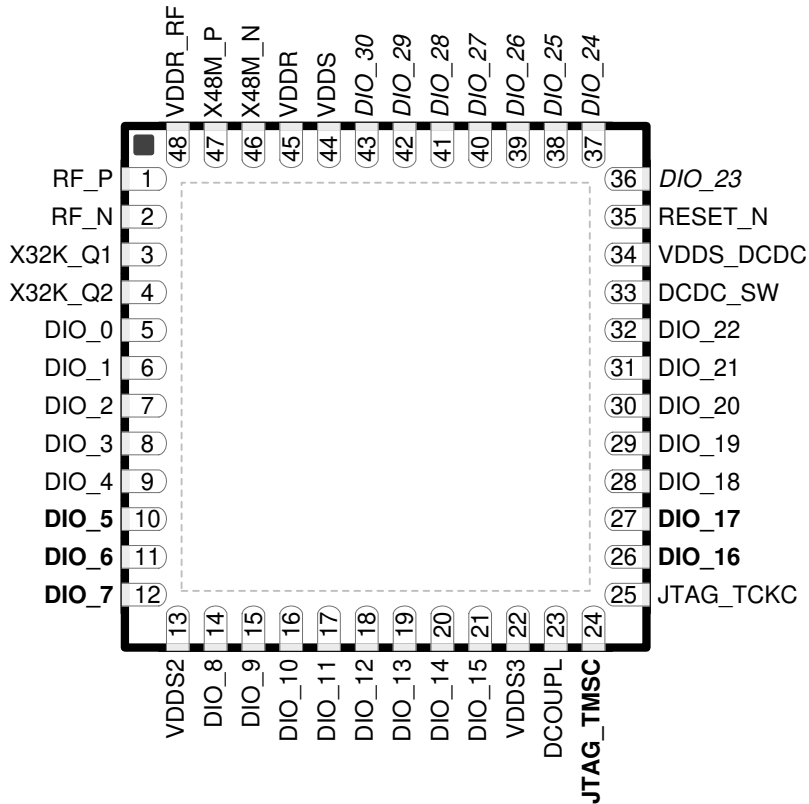 VDDR_RF X48M_P X48M_N VDDR VDDS DIO_30 DIO_29 DIO_28 DIO_27 DIO_26 DIO_25 DIO_24
48 47 46 45 44 43 42 41 40 39 38 37
RF_P 1 36 DIO_23
RF_N 2 35 RESET_N
X32K_Q1 3 34 VDDS_DCDC
X32K_Q2 4 33 DCDC_SW
DIO_0 5 32 DIO_22
DIO_1 6 31 DIO_21
DIO_2 7 30 DIO_20
DIO_3 8 29 DIO_19
DIO_4 9 28 DIO_18
DIO_5 10 27 DIO_17
DIO_6 11 26 DIO_16
DIO_7 12 25 JTAG_TCKC
13 14 15 16 17 18 19 20 21 22 23 24
VDDS2 DIO_8 DIO_9 DIO_10 DIO_11 DIO_12 DIO_13 DIO_14 DIO_15 VDDS3 DCOUPL JTAG_TMSC